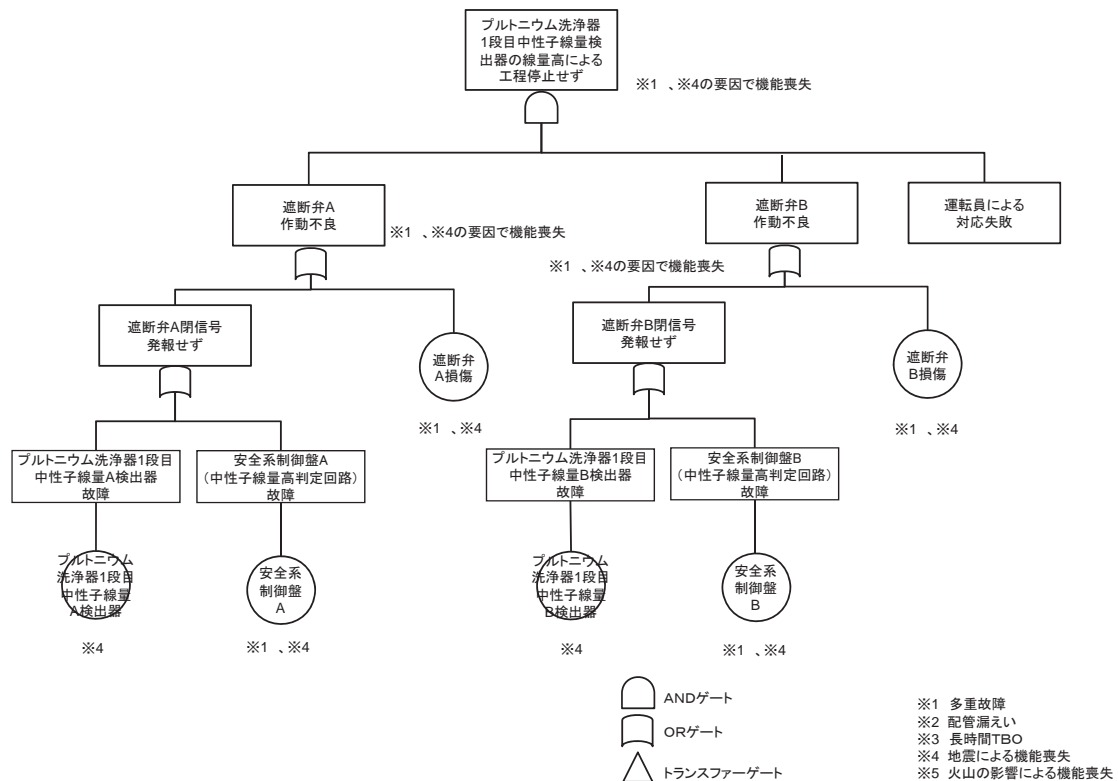 プルトニウム洗浄器
1段目中性子線量検
出器の線量高による
工程停止せず
※1 、※4の要因で機能喪失
遮断弁A
作動不良
※1 、※4の要因で機能喪失
遮断弁B
作動不良
※1 、※4の要因で機能喪失
運転員による
対応失敗
遮断弁A閉信号
発報せず
遮断弁
A損傷
※1 、※4
遮断弁B閉信号
発報せず
遮断弁
B損傷
※1 、※4
プルトニウム洗浄器1段目
中性子線量A検出器
故障
安全系制御盤A
(中性子線量高判定回路)
故障
プルトニウム洗浄器1段目
中性子線量B検出器
故障
安全系制御盤B
(中性子線量高判定回路)
故障
プルトニウム
洗浄器1段目
中性子線量
A検出器
※4
安全系
制御盤
A
※1 、※4
プルトニウム
洗浄器1段目
中性子線量
B検出器
※4
安全系
制御盤
B
※1 、※4
ANDゲート
ORゲート
トランスファーゲート
※1 多重故障
※2 配管漏えい
※3 長時間TBO
※4 地震による機能喪失
※5 火山の影響による機能喪失